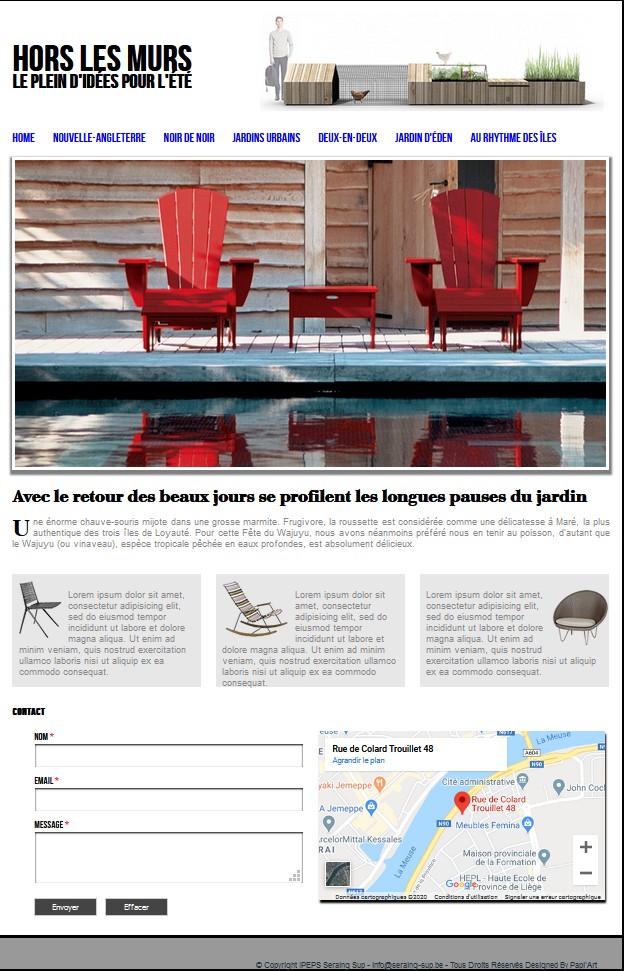 HORS LES MURS
LE PLEIN D'IDÉES POUR L'ÉTÉ
HOME NOUVELLE-ANGLETERRE NOIR DE NOIR JARDINS URBAINS DEUX-EN-DEUX JARDIN D'ÉDEN AU RHYTHME DES ÎLES
Avec le retour des beaux jours se profilent les longues pauses du jardin
Une énorme chauve-souris mijote dans une grosse marmite. Frugivore, la roussette est considérée comme une délicatesse à Maré, la plus
authentique des trois Îles de Loyauté. Pour cette Fête du Wajuyu, nous avons néanmoins préféré nous en tenir au poisson, d'autant que
le Wajuyu (ou vinaveau), espèce tropicale pêchée en eaux profondes, est absolument délicieux.
Lorem ipsum dolor sit amet,
consectetur adipisicing elit,
sed do eiusmod tempor
incididunt ut labore et dolore
magna aliqua. Ut enim ad
minim veniam, quis nostrud exercitation
ullamco laboris nisi ut aliquip ex ea
commodo consequat.
Lorem ipsum dolor sit
amet, consectetur
adipisicing elit, sed do
eiusmod tempor
incididunt ut labore et
dolore magna aliqua. Ut enim ad minim
veniam, quis nostrud exercitation ullamco
laboris nisi ut aliquip ex ea commodo
consequat.
Lorem ipsum dolor sit amet,
consectetur adipisicing elit,
sed do eiusmod tempor
incididunt ut labore et dolore
magna aliqua. Ut enim ad
minim veniam, quis nostrud
exercitation ullamco laboris nisi ut aliquip
ex ea commodo consequat.
CONTACT
NOM *
EMAIL *
MESSAGE *
Envoyer Effacer
Rue de Colard Trouillet 48
Agrandir le plan
euse
N617
La Meuse
A604
N90
Cité administrative
John Cock
yaki Jemeppe
A Jemeppe
Rue de Colard
Trouillet 48
N90
Meubles Femina
rcelorMittal Kessales
RAI
Maison provinciale
de la Formation
La Meuse
HEPL - Haute Ecole de
Province de Liège
Google
Données cartographiques ©2020 Conditions d'utilisation Signaler une erreur cartographique
© Copyright IPEPS Seraing Sup - info@seraing-sup.be - Tous Droits Réservés Designed By Papi'Art